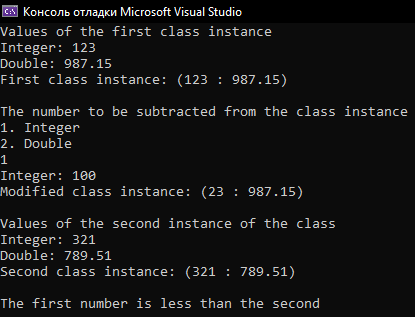 Консоль отладки Microsoft Visual Studio
Values of the first class instance
Integer: 123
Double: 987.15
First class instance: (123 : 987.15)
The number to be subtracted from the class instance
1. Integer
2. Double
1
Integer: 100
Modified class instance: (23 : 987.15)
Values of the second instance of the class
Integer: 321
Double: 789.51
Second class instance: (321 : 789.51)
The first number is less than the second